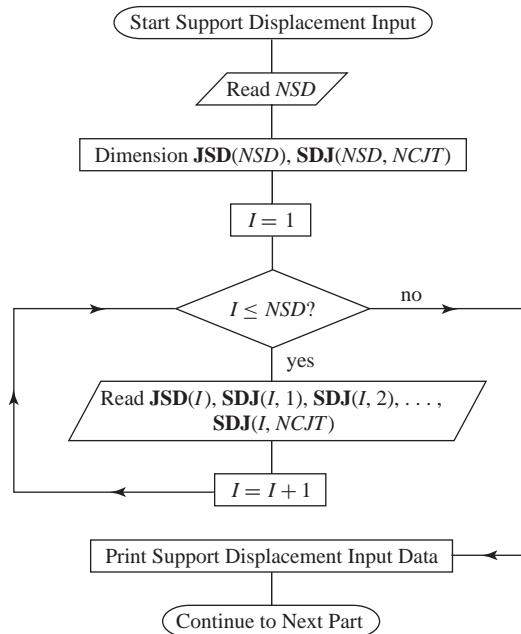 Start Support Displacement Input
Read NSD
Dimension JSD(NSD), SDJ(NSD, NCJT)
I = 1
I ≤ NSD?
no
yes
Read JSD(I), SDJ(I, 1), SDJ(I, 2), . . . ,
SDJ(I, NCJT)
I = I + 1
Print Support Displacement Input Data
Continue to Next Part